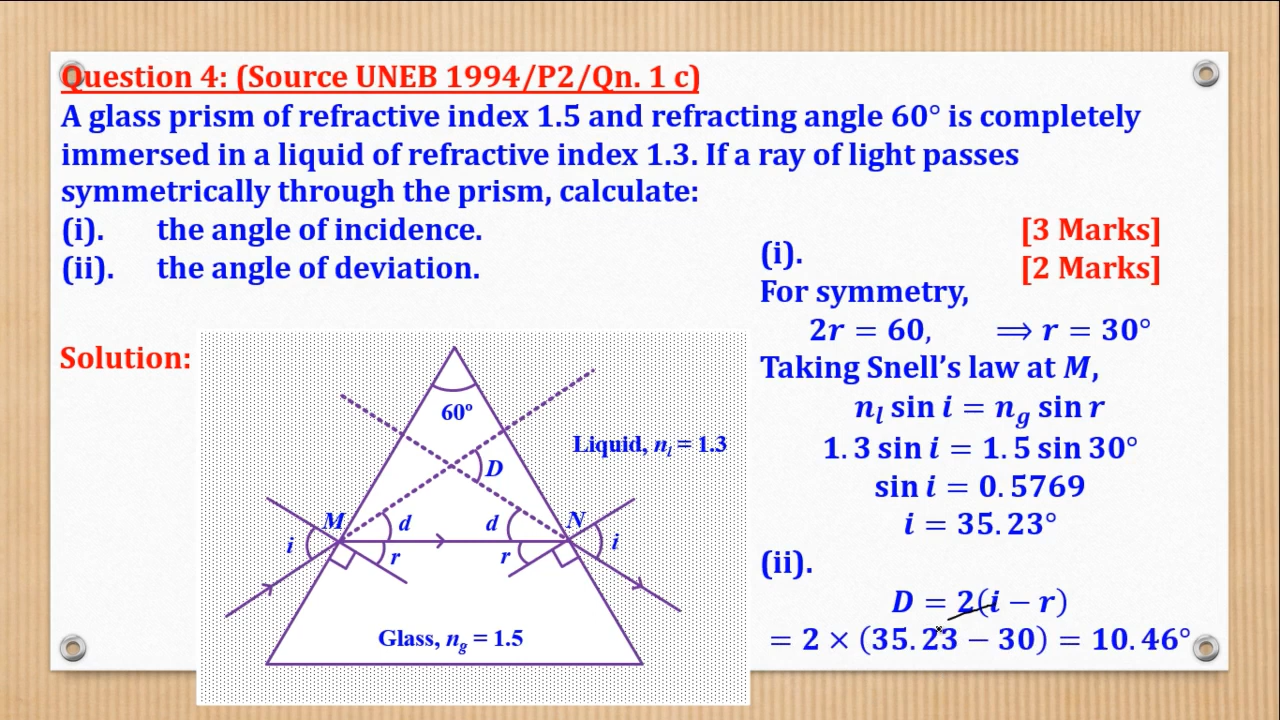 Question 4: (Source UNEB 1994/P2/Qn. 1 c)
A glass prism of refractive index 1.5 and refracting angle 60° is completely
immersed in a liquid of refractive index 1.3. If a ray of light passes
symmetrically through the prism, calculate:
(i). the angle of incidence. [3 Marks]
(ii). the angle of deviation. [2 Marks]
Solution:
60º
Liquid, nₗ = 1.3
D
M
N
d
d
i
i
r
r
Glass, n_g = 1.5
(i).
For symmetry,
2r = 60, ⟹ r = 30°
Taking Snell’s law at M,
nₗ sin i = n_g sin r
1.3 sin i = 1.5 sin 30°
sin i = 0.5769
i = 35.23°
(ii).
D = 2(i − r)
= 2 × (35.23 − 30) = 10.46°